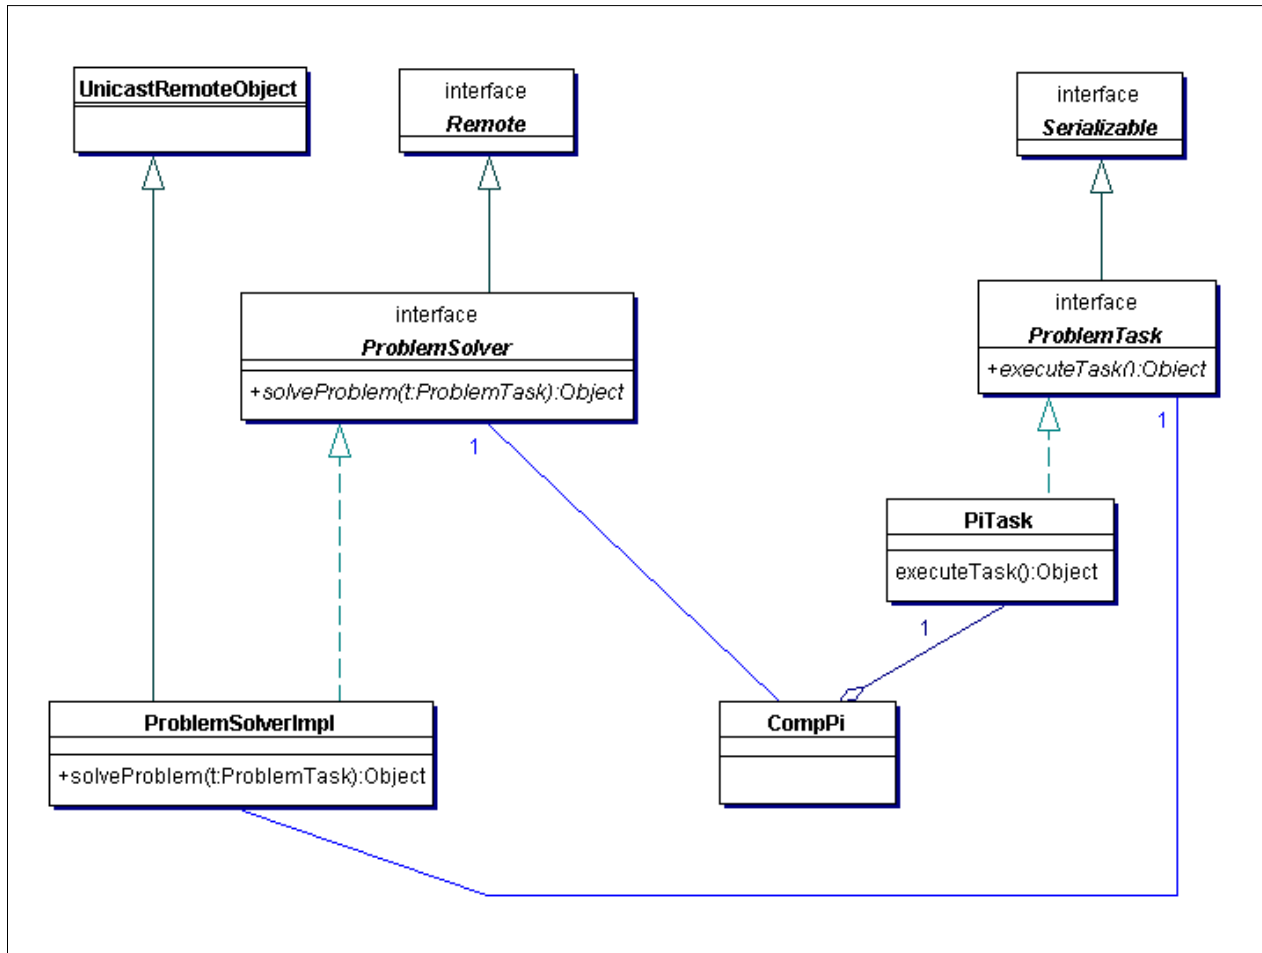 UnicastRemoteObject
interface
Remote
interface
Serializable
interface
ProblemSolver
+solveProblem(t:ProblemTask):Object
1
interface
ProblemTask
+executeTask():Object
1
PiTask
executeTask():Object
1
ProblemSolverImpl
+solveProblem(t:ProblemTask):Object
CompPi